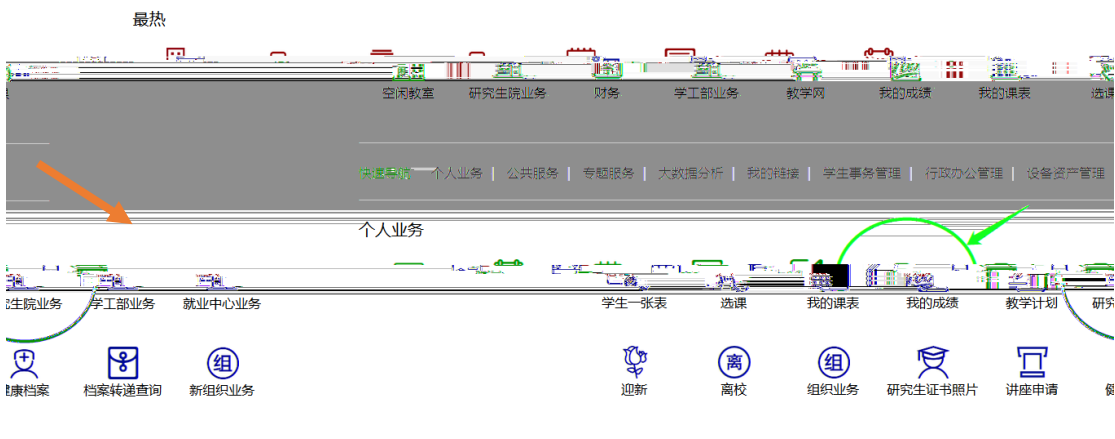 最热
空闲教室 研究生院业务 财务 学工部业务 教学网 我的成绩 我的课表 选课
个人业务 | 公共服务 | 专题服务 | 大数据分析 | 我的链接 | 学生事务管理 | 行政办公管理 | 设备资产管理
个人业务
究生院业务 学工部业务 就业中心业务 学生一张表 选课 我的课表 我的成绩 教学计划 研究
健康档案 档案转递查询 新组织业务 迎新 离校 组织业务 研究生证书照片 讲座申请 健
组 离 组